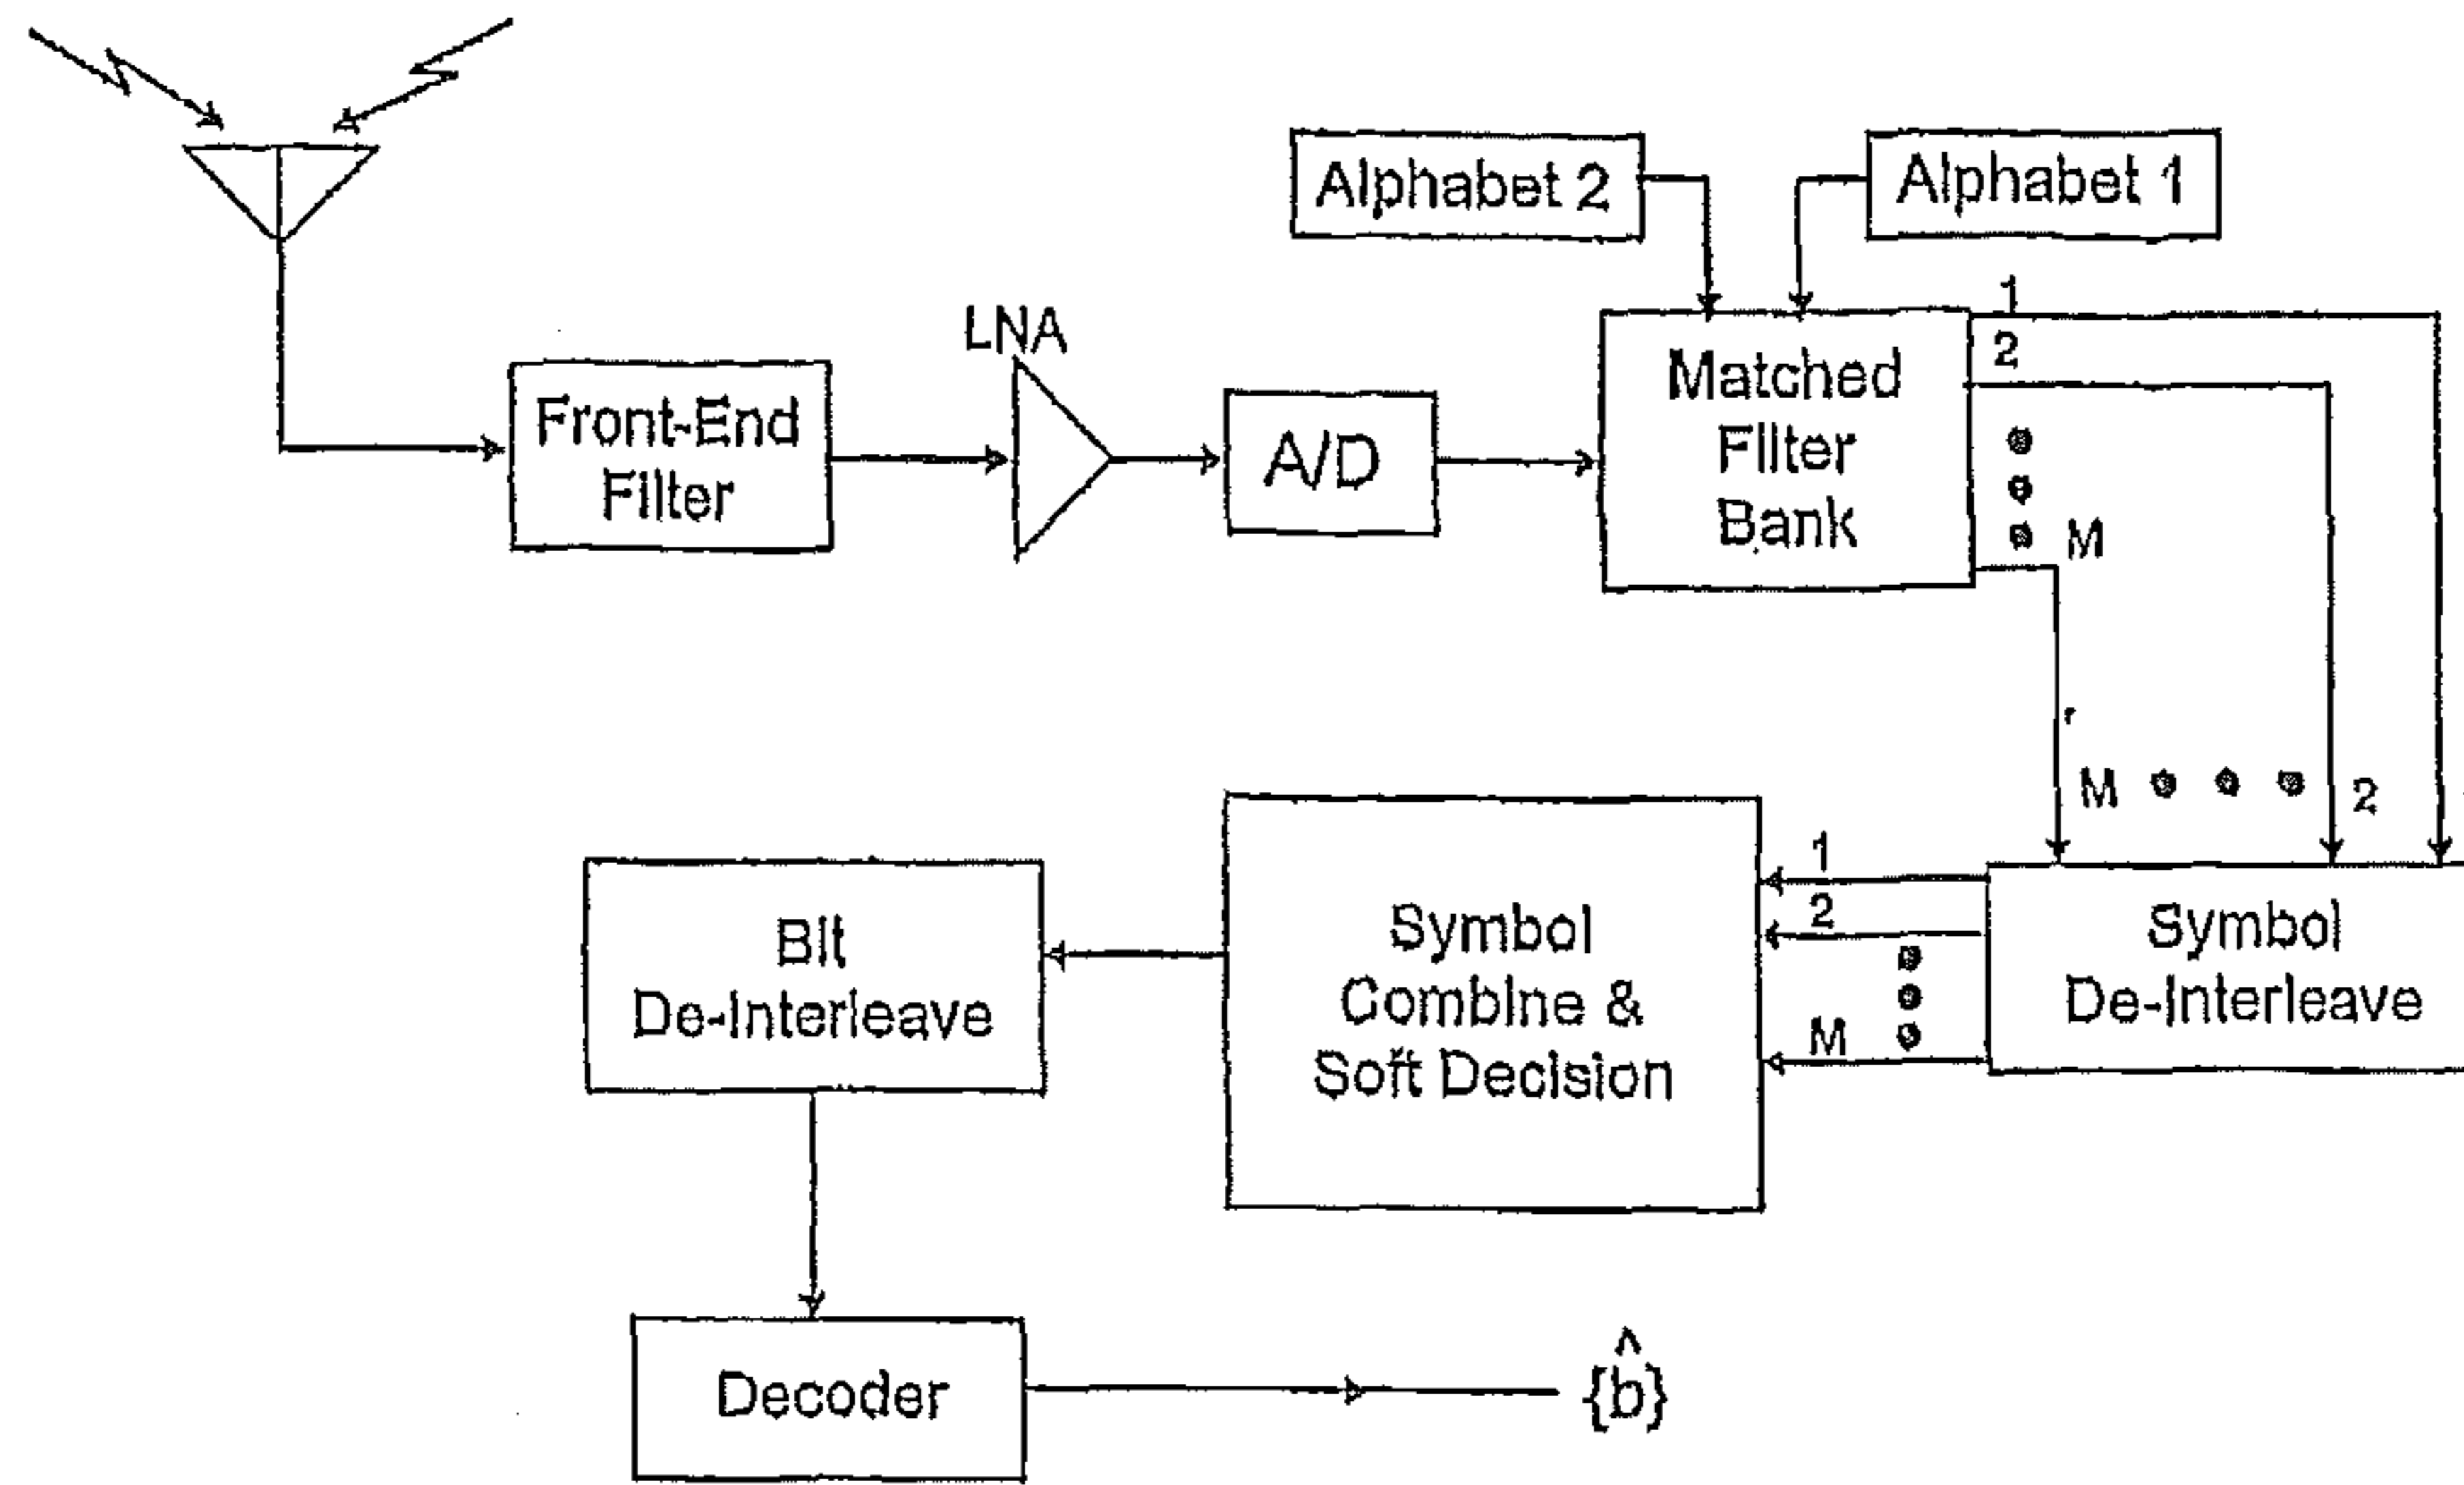 Alphabet 2
Alphabet 1
LNA
Front-End
Filter
A/D
Matched
Filter
Bank
1
2
M
M
2
1
2
M
Symbol
De-Interleave
Symbol
Combine &
Soft Decision
Bit
De-Interleave
Decoder
{b̂}